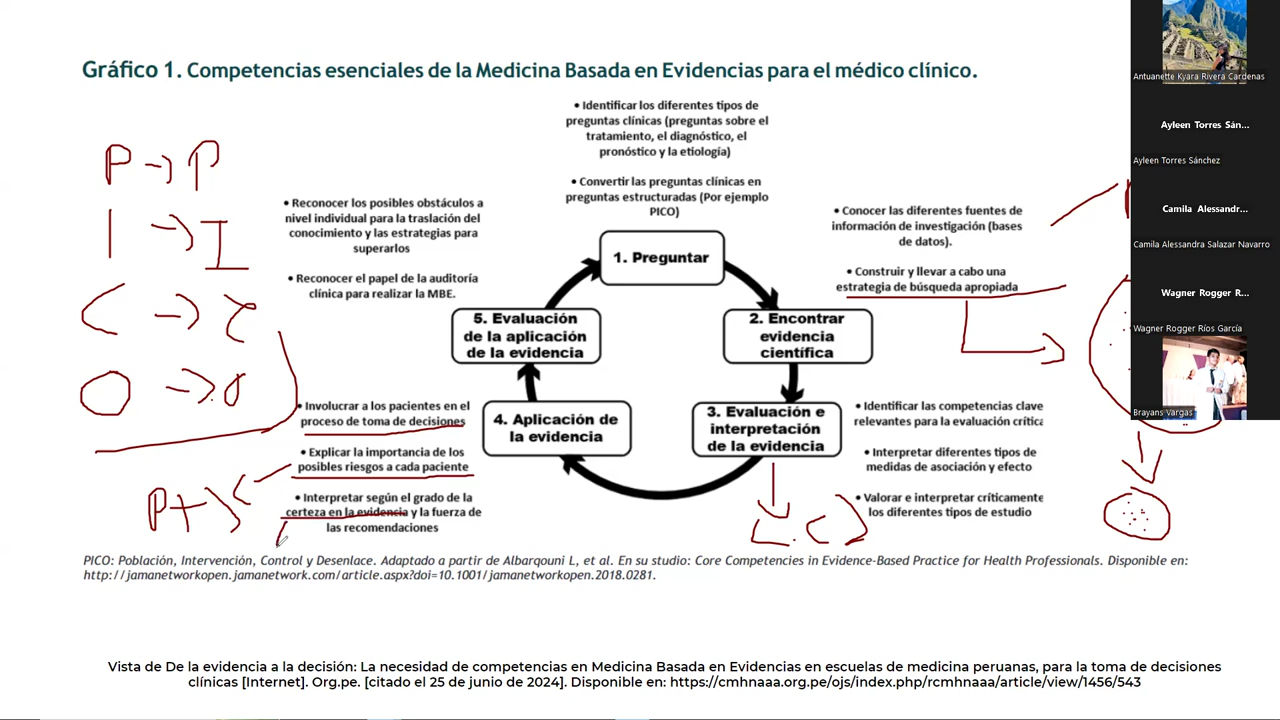 Gráfico 1. Competencias esenciales de la Medicina Basada en Evidencias para el médico clínico.
• Identificar los diferentes tipos de
preguntas clínicas (preguntas sobre el
tratamiento, el diagnóstico, el
pronóstico y la etiología)
• Convertir las preguntas clínicas en
preguntas estructuradas (Por ejemplo
PICO)
• Reconocer los posibles obstáculos a
nivel individual para la traslación del
conocimiento y las estrategias para
superarlos
• Reconocer el papel de la auditoría
clínica para realizar la MBE.
• Conocer las diferentes fuentes de
información de investigación (bases
de datos).
• Construir y llevar a cabo una
estrategia de búsqueda apropiada
1. Preguntar
2. Encontrar
evidencia
científica
3. Evaluación e
interpretación
de la evidencia
4. Aplicación de
la evidencia
5. Evaluación
de la aplicación
de la evidencia
• Involucrar a los pacientes en el
proceso de toma de decisiones
• Explicar la importancia de los
posibles riesgos a cada paciente
• Interpretar según el grado de la
certeza en la evidencia y la fuerza de
las recomendaciones
• Identificar las competencias clave
relevantes para la evaluación crítica
• Interpretar diferentes tipos de
medidas de asociación y efecto
• Valorar e interpretar críticamente
los diferentes tipos de estudio
P → P
I → I
C → C
O → O
PICO: Población, Intervención, Control y Desenlace. Adaptado a partir de Albarqouni L, et al. En su studio: Core Competencies in Evidence-Based Practice for Health Professionals. Disponible en:
http://jamanetworkopen.jamanetwork.com/article.aspx?doi=10.1001/jamanetworkopen.2018.0281.
Vista de De la evidencia a la decisión: La necesidad de competencias en Medicina Basada en Evidencias en escuelas de medicina peruanas, para la toma de decisiones
clínicas [Internet]. Org.pe. [citado el 25 de junio de 2024]. Disponible en: https://cmhnaaa.org.pe/ojs/index.php/rcmhnaaa/article/view/1456/543
Antuanette Kyara Rivera Cardenas
Ayleen Torres Sán...
Ayleen Torres Sánchez
Camila Alessandr...
Camila Alessandra Salazar Navarro
Wagner Rogger R...
Wagner Rogger Ríos García
Brayans Vargas